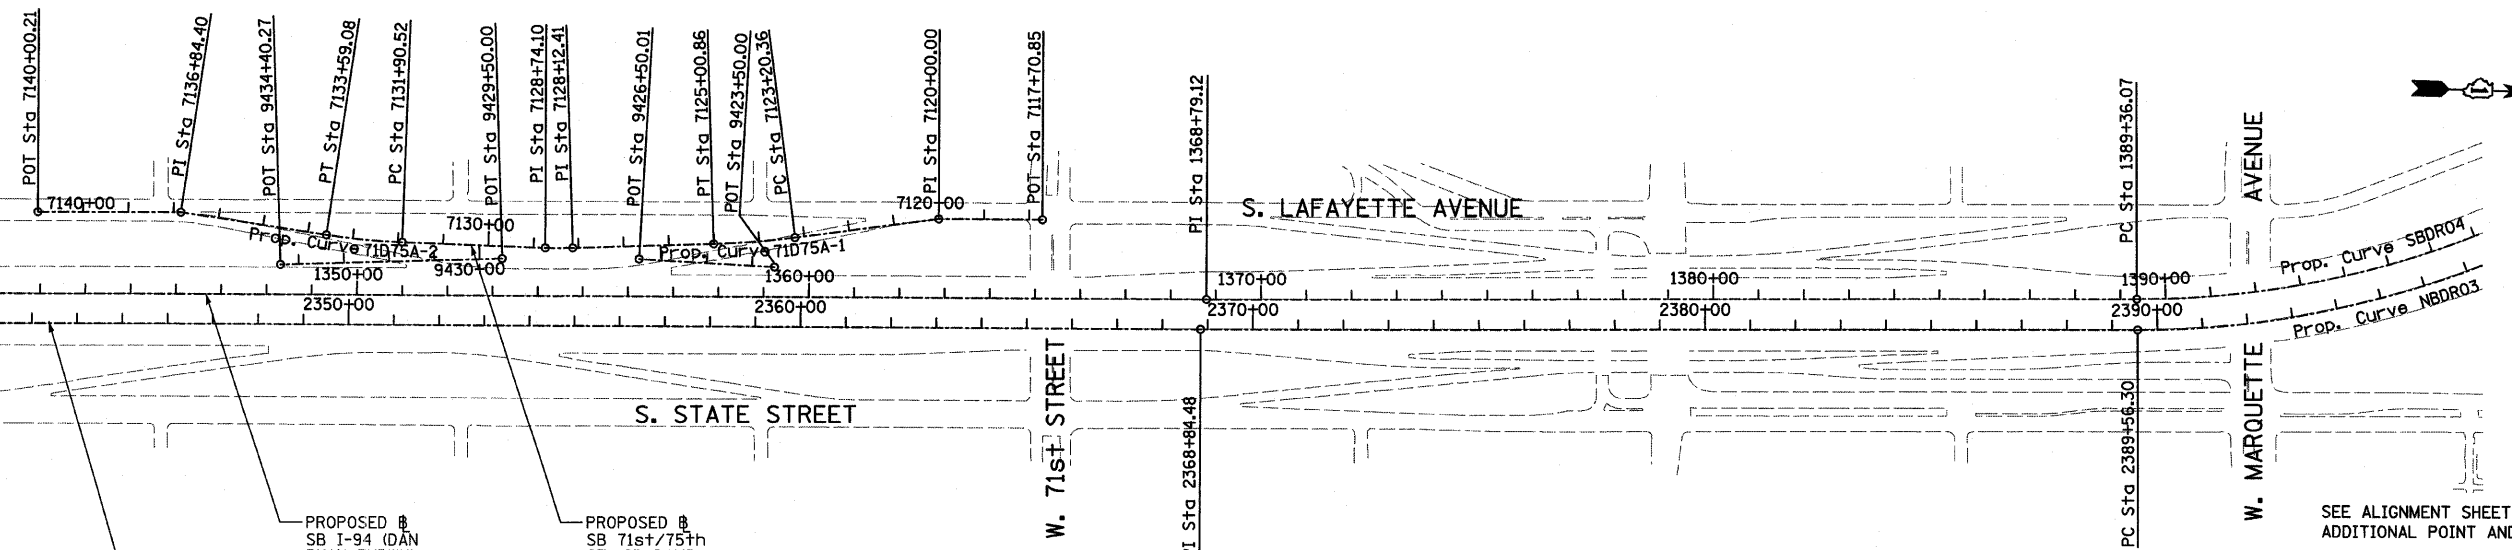 POT Sta 7140+00.21
PI Sta 7136+84.40
POT Sta 9434+40.27
PT Sta 7133+59.08
PC Sta 7131+90.52
POT Sta 9429+50.00
PI Sta 7128+74.10
PI Sta 7128+12.41
POT Sta 9426+50.01
PT Sta 7125+00.86
POT Sta 9423+50.00
PC Sta 7123+20.36
PI Sta 7120+00.00
POT Sta 7117+70.85
PI Sta 1368+79.12
PC Sta 1389+36.07
AVENUE
7140+00
7130+00
7120+00
S. LAFAYETTE AVENUE
Prop. Curve 71D75A-2
Prop. Curve 71D75A-1
Prop. Curve SBDR04
1350+00
9430+00
1360+00
1370+00
1380+00
1390+00
Prop. Curve NBDR03
2350+00
2360+00
2370+00
2380+00
2390+00
S. STATE STREET
W. 71st STREET
PI Sta 2368+84.48
PC Sta 2389+56.30
W. MARQUETTE
PROPOSED
SB I-94 (DAN
PROPOSED
SB 71st/75th
SEE ALIGNMENT SHEET
ADDITIONAL POINT AND